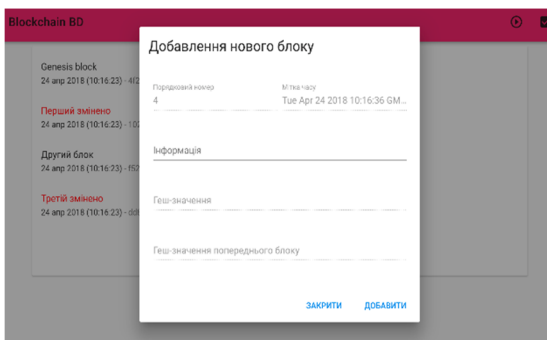 Blockchain BD
Добавлення нового блоку
Genesis block
24 апр 2018 (10:16:23) - 4f2
Порядковий номер
Мітка часу
4
Tue Apr 24 2018 10:16:36 GM...
Перший змінено
24 апр 2018 (10:16:23) - 102
Інформація
Другий блок
24 апр 2018 (10:16:23) - f52
Третій змінено
24 апр 2018 (10:16:23) - dd
Геш-значення
Геш-значення попереднього блоку
ЗАКРИТИ
ДОБАВИТИ